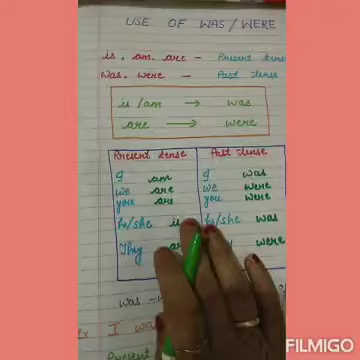 USE OF WAS/WERE
is, am, are - Present tense
Was, were - Past tense
is/am → was
are → were
Present tense Past tense
I am I was
we are we were
you are you were
he/she is he/she was
They were
was
I wa
Present
FILMIGO